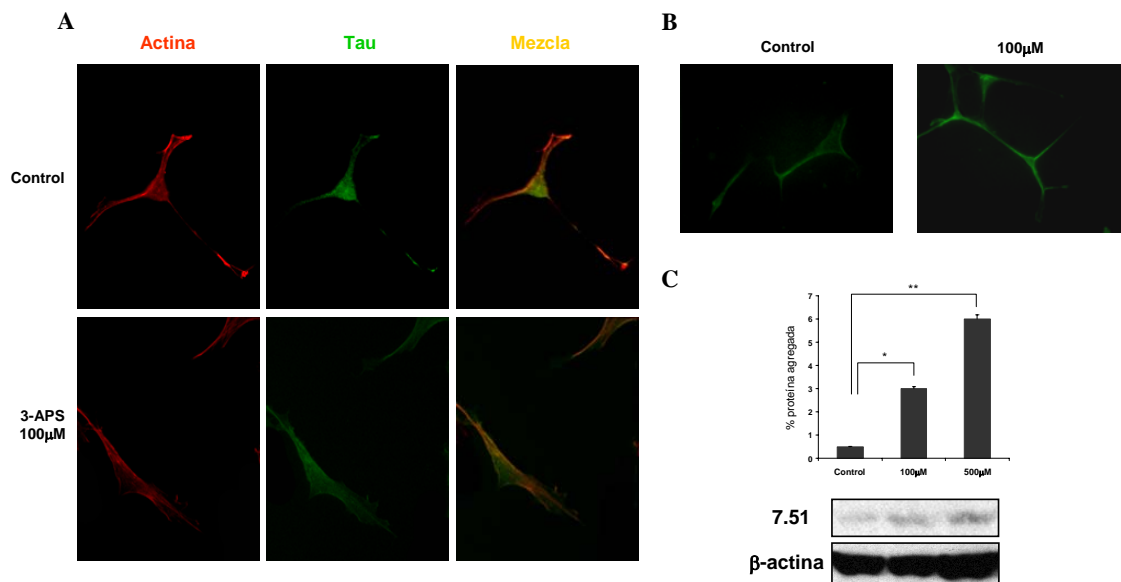 A
Actina Tau Mezcla
Control
3-APS
100µM
B
Control 100µM
C
% proteína agregada
7
6
5
4
3
2
1
0
**
*
Control 100µM 500µM
7.51
β-actina